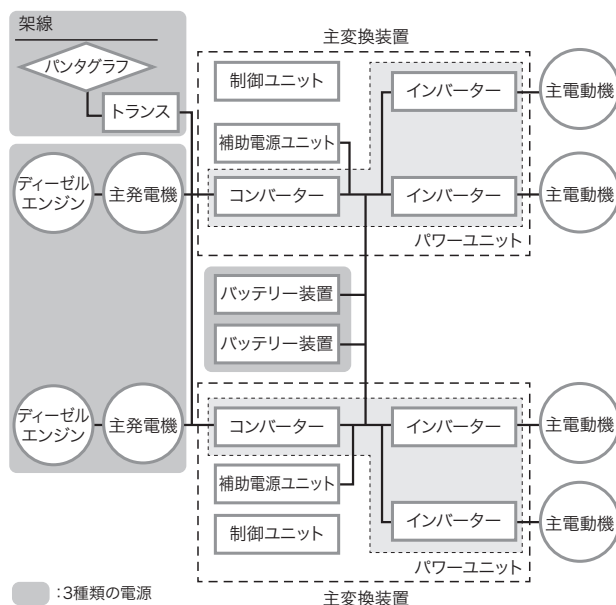 架線
パンタグラフ
トランス
主変換装置
制御ユニット
インバーター
主電動機
補助電源ユニット
ディーゼル
エンジン
主発電機
コンバーター
インバーター
主電動機
パワーユニット
バッテリー装置
バッテリー装置
ディーゼル
エンジン
主発電機
コンバーター
インバーター
主電動機
補助電源ユニット
制御ユニット
インバーター
主電動機
パワーユニット
:3種類の電源
主変換装置